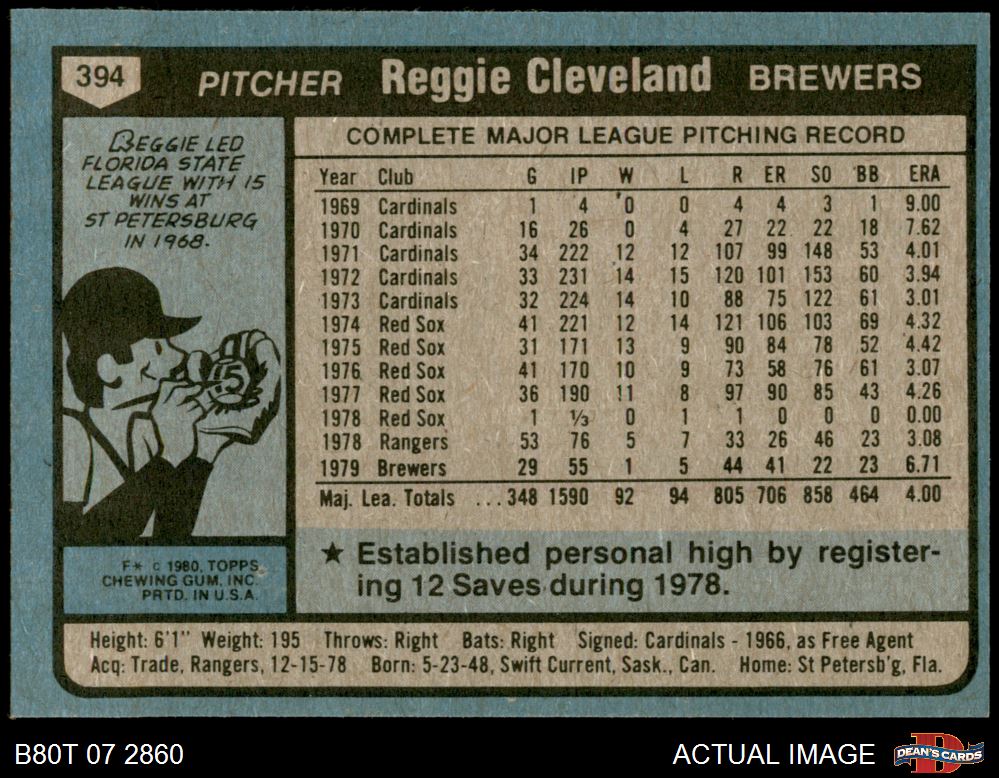 394 PITCHER Reggie Cleveland BREWERS
BEGGIE LED
FLORIDA STATE
LEAGUE WITH 15
WINS AT
ST PETERSBURG
IN 1968.
15
F* © 1980, TOPPS
CHEWING GUM, INC.
PRTD. IN U.S.A.
COMPLETE MAJOR LEAGUE PITCHING RECORD
Year Club G IP W L R ER SO BB ERA
1969 Cardinals 1 4 0 0 4 4 3 1 9.00
1970 Cardinals 16 26 0 4 27 22 22 18 7.62
1971 Cardinals 34 222 12 12 107 99 148 53 4.01
1972 Cardinals 33 231 14 15 120 101 153 60 3.94
1973 Cardinals 32 224 14 10 88 75 122 61 3.01
1974 Red Sox 41 221 12 14 121 106 103 69 4.32
1975 Red Sox 31 171 13 9 90 84 78 52 4.42
1976 Red Sox 41 170 10 9 73 58 76 61 3.07
1977 Red Sox 36 190 11 8 97 90 85 43 4.26
1978 Red Sox 1 ⅓ 0 1 1 0 0 0 0.00
1978 Rangers 53 76 5 7 33 26 46 23 3.08
1979 Brewers 29 55 1 5 44 41 22 23 6.71
Maj. Lea. Totals ...348 1590 92 94 805 706 858 464 4.00
★ Established personal high by register-
ing 12 Saves during 1978.
Height: 6'1" Weight: 195 Throws: Right Bats: Right Signed: Cardinals - 1966, as Free Agent
Acq: Trade, Rangers, 12-15-78 Born: 5-23-48, Swift Current, Sask., Can. Home: St Petersb'g, Fla.
B80T 07 2860 ACTUAL IMAGE DEAN'S CARDS